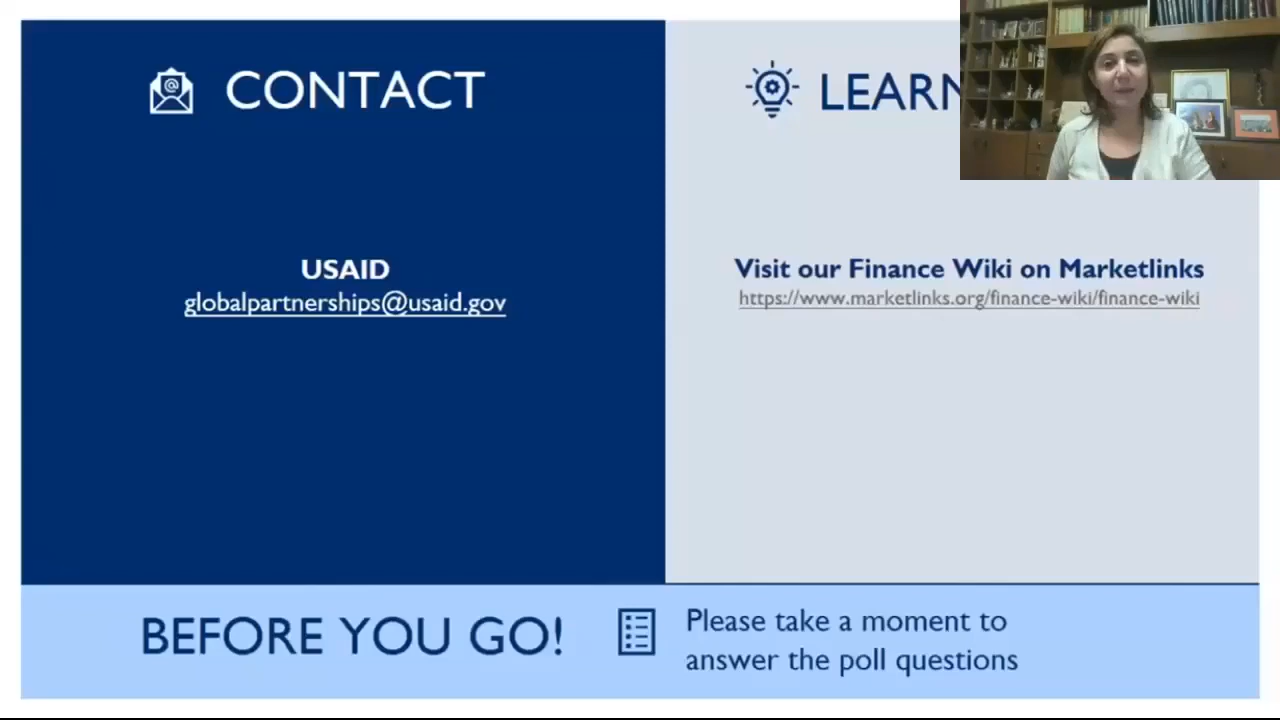 CONTACT
USAID
globalpartnerships@usaid.gov
LEARN
Visit our Finance Wiki on Marketlinks
https://www.marketlinks.org/finance-wiki/finance-wiki
BEFORE YOU GO!
Please take a moment to
answer the poll questions